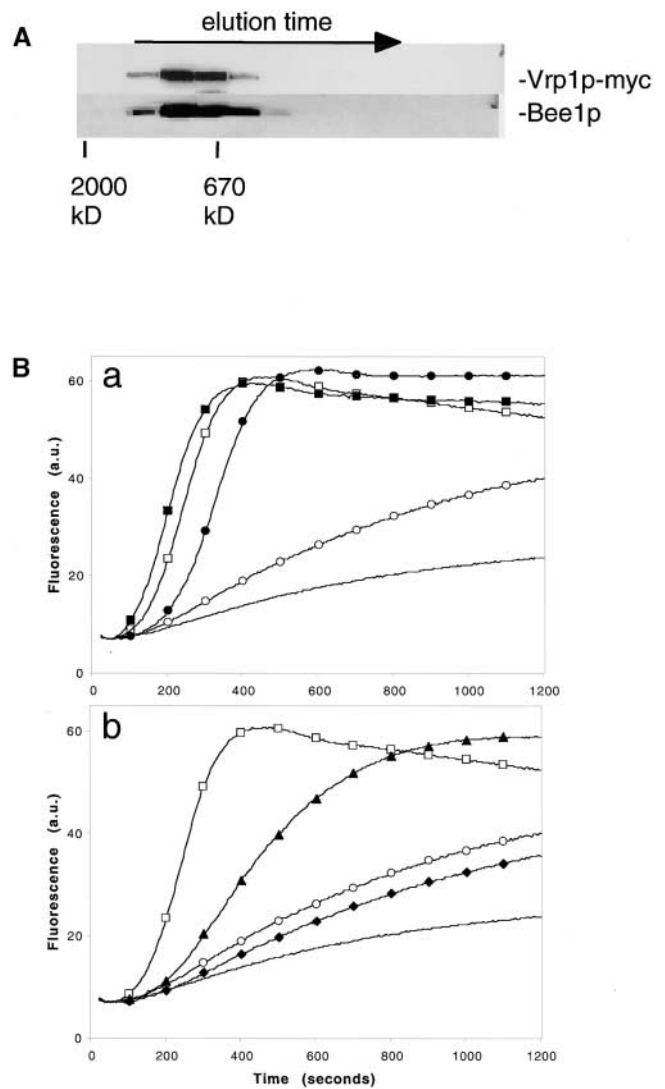 A
elution time
-Vrp1p-myc
-Bee1p
2000 kD
670 kD
B
a
Fluorescence (a.u.)
60
40
20
0
0 200 400 600 800 1000 1200
b
Fluorescence (a.u.)
60
40
20
0
0 200 400 600 800 1000 1200
Time (seconds)